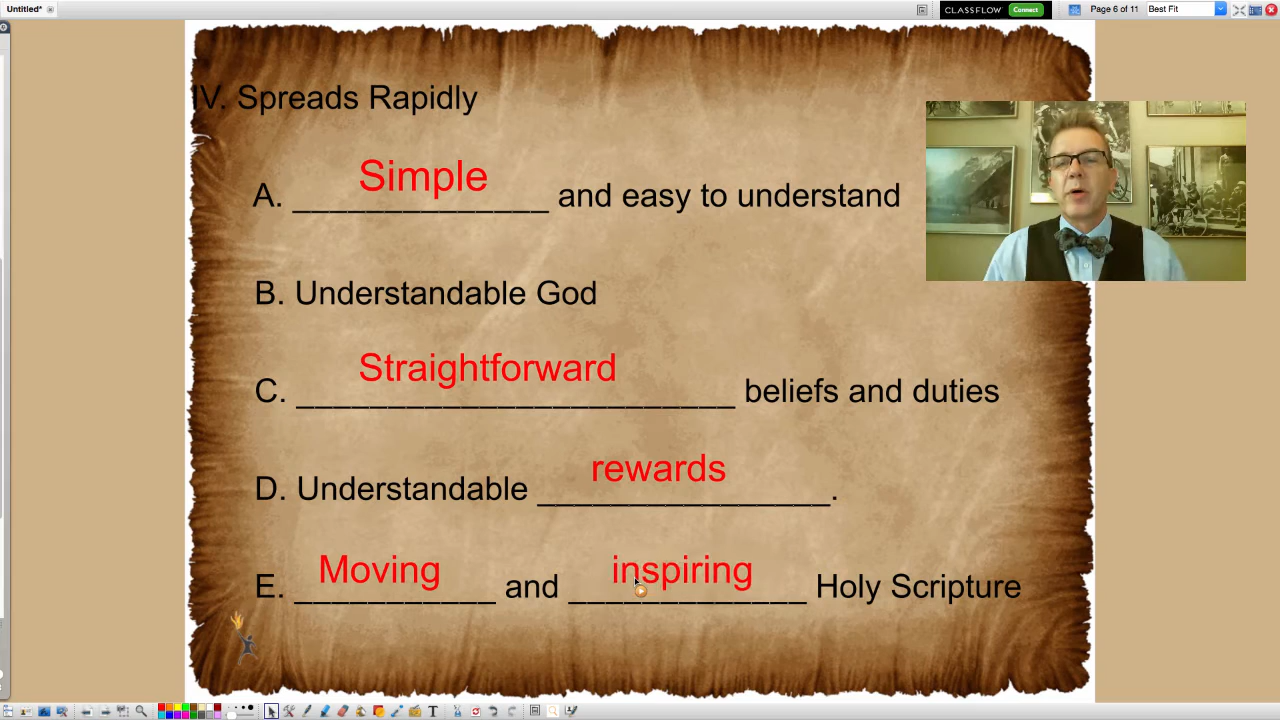 Untitled*
CLASSFLOW Connect
Page 6 of 11
Best Fit
IV. Spreads Rapidly
A. Simple and easy to understand
B. Understandable God
C. Straightforward beliefs and duties
D. Understandable rewards.
E. Moving and inspiring Holy Scripture
T